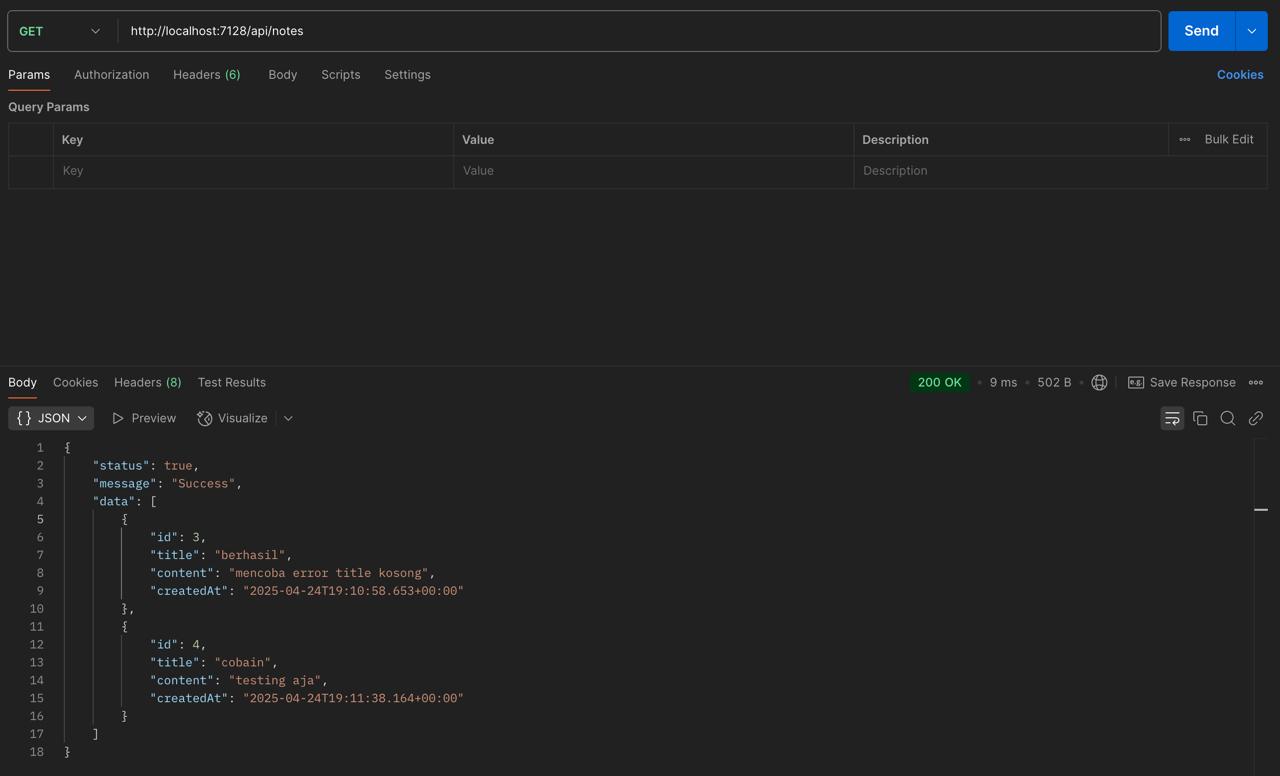 GET http://localhost:7128/api/notes Send
Params Authorization Headers (6) Body Scripts Settings Cookies
Query Params
Key Value Description Bulk Edit
Key Value Description
Body Cookies Headers (8) Test Results 200 OK 9 ms 502 B e.g. Save Response
{} JSON Preview Visualize
1 {
2 "status": true,
3 "message": "Success",
4 "data": [
5 {
6 "id": 3,
7 "title": "berhasil",
8 "content": "mencoba error title kosong",
9 "createdAt": "2025-04-24T19:10:58.653+00:00"
10 },
11 {
12 "id": 4,
13 "title": "cobain",
14 "content": "testing aja",
15 "createdAt": "2025-04-24T19:11:38.164+00:00"
16 }
17 ]
18 }